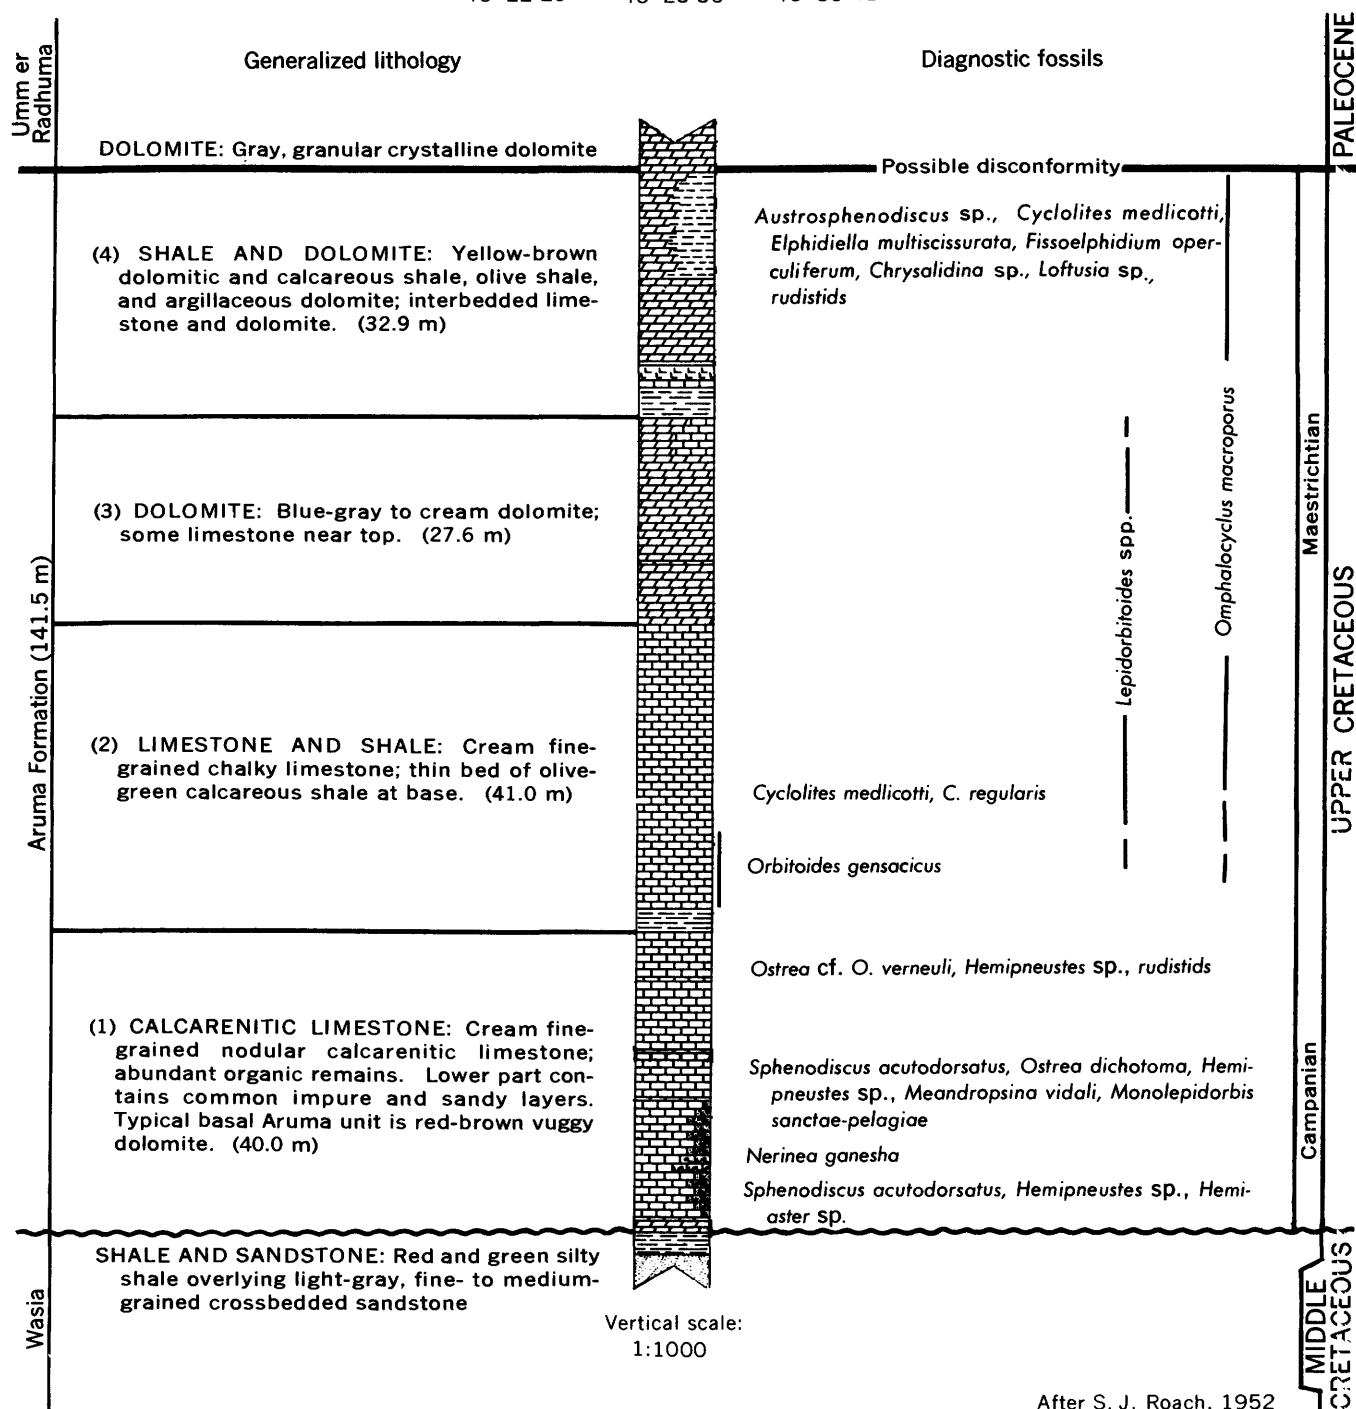 Generalized lithology
Diagnostic fossils
Umm er
Radhuma
PALEOCENE
DOLOMITE: Gray, granular crystalline dolomite
Possible disconformity
(4) SHALE AND DOLOMITE: Yellow-brown
dolomitic and calcareous shale, olive shale,
and argillaceous dolomite; interbedded lime-
stone and dolomite. (32.9 m)
Austrosphenodiscus sp., Cyclolites medlicotti,
Elphidiella multiscissurata, Fissoelphidium oper-
culiferum, Chrysalidina sp., Loftusia sp.,
rudistids
(3) DOLOMITE: Blue-gray to cream dolomite;
some limestone near top. (27.6 m)
Lepidorbitoides spp.
Omphalocyclus macroporus
Maestrichtian
UPPER CRETACEOUS
Aruma Formation (141.5 m)
(2) LIMESTONE AND SHALE: Cream fine-
grained chalky limestone; thin bed of olive-
green calcareous shale at base. (41.0 m)
Cyclolites medlicotti, C. regularis
Orbitoides gensacicus
Ostrea cf. O. verneuli, Hemipneustes sp., rudistids
(1) CALCARENITIC LIMESTONE: Cream fine-
grained nodular calcarenitic limestone;
abundant organic remains. Lower part con-
tains common impure and sandy layers.
Typical basal Aruma unit is red-brown vuggy
dolomite. (40.0 m)
Sphenodiscus acutodorsatus, Ostrea dichotoma, Hemi-
pneustes sp., Meandropsina vidali, Monolepidorbis
sanctae-pelagiae
Nerinea ganesha
Sphenodiscus acutodorsatus, Hemipneustes sp., Hemi-
aster sp.
Campanian
SHALE AND SANDSTONE: Red and green silty
shale overlying light-gray, fine- to medium-
grained crossbedded sandstone
Wasia
MIDDLE
CRETACEOUS
Vertical scale:
1:1000
After S. J. Roach, 1952